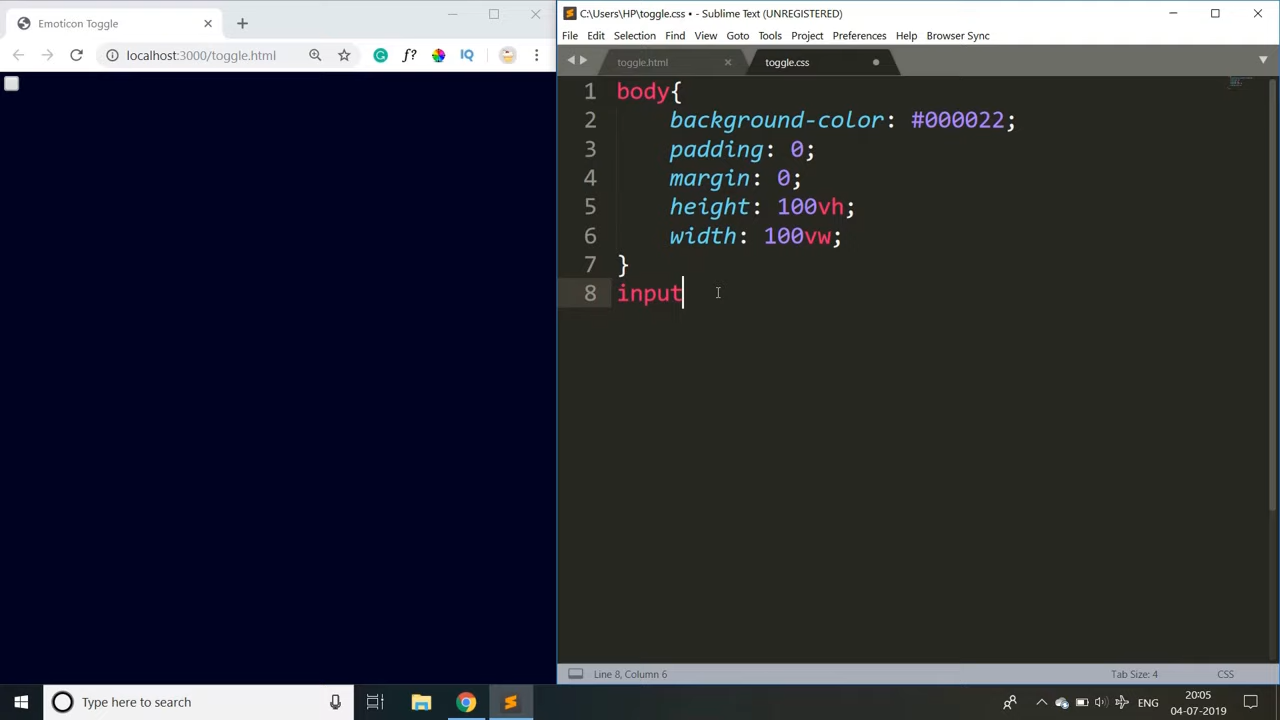 Emoticon Toggle
localhost:3000/toggle.html
f?
IQ
C:\Users\HP\toggle.css • - Sublime Text (UNREGISTERED)
File Edit Selection Find View Goto Tools Project Preferences Help Browser Sync
toggle.html
toggle.css
1 body{
2 background-color: #000022;
3 padding: 0;
4 margin: 0;
5 height: 100vh;
6 width: 100vw;
7 }
8 input
Line 8, Column 6
Tab Size: 4
CSS
Type here to search
ENG
20:05
04-07-2019